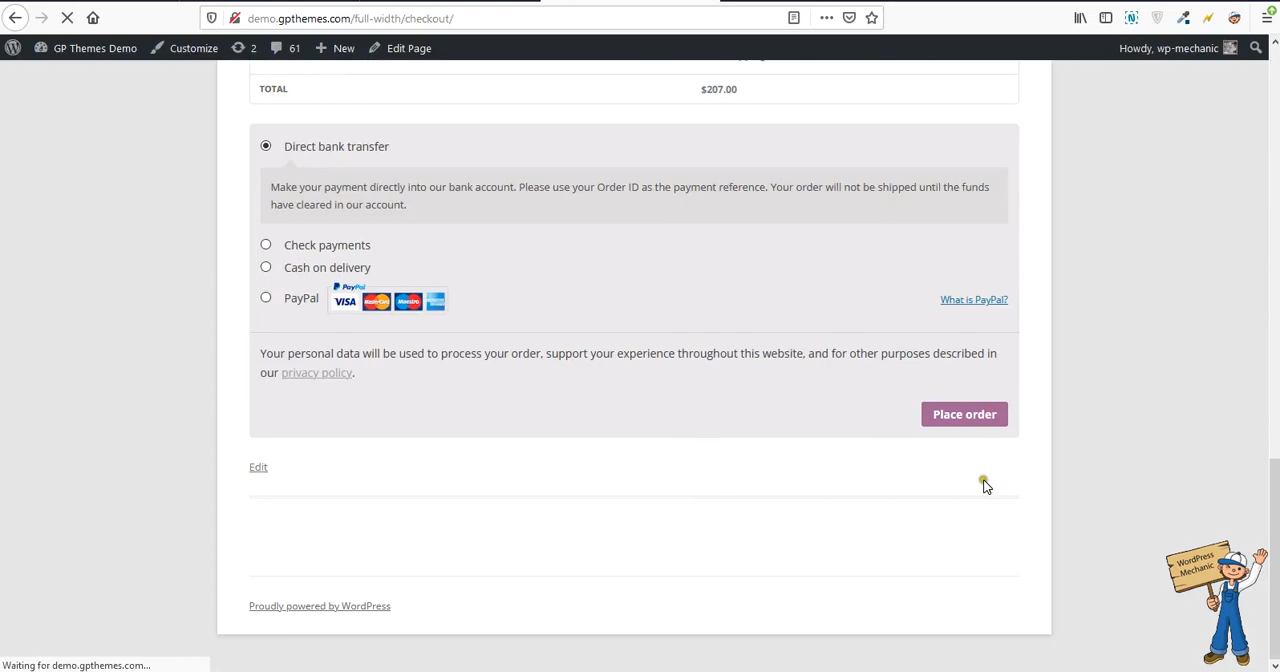 demo.gpthemes.com/full-width/checkout/
GP Themes Demo Customize 2 61 New Edit Page Howdy, wp-mechanic
TOTAL $207.00
Direct bank transfer
Make your payment directly into our bank account. Please use your Order ID as the payment reference. Your order will not be shipped until the funds
have cleared in our account.
Check payments
Cash on delivery
PayPal
PayPal VISA MasterCard Maestro
What is PayPal?
Your personal data will be used to process your order, support your experience throughout this website, and for other purposes described in
our privacy policy.
Place order
Edit
WordPress
Mechanic
Proudly powered by WordPress
Waiting for demo.gpthemes.com...